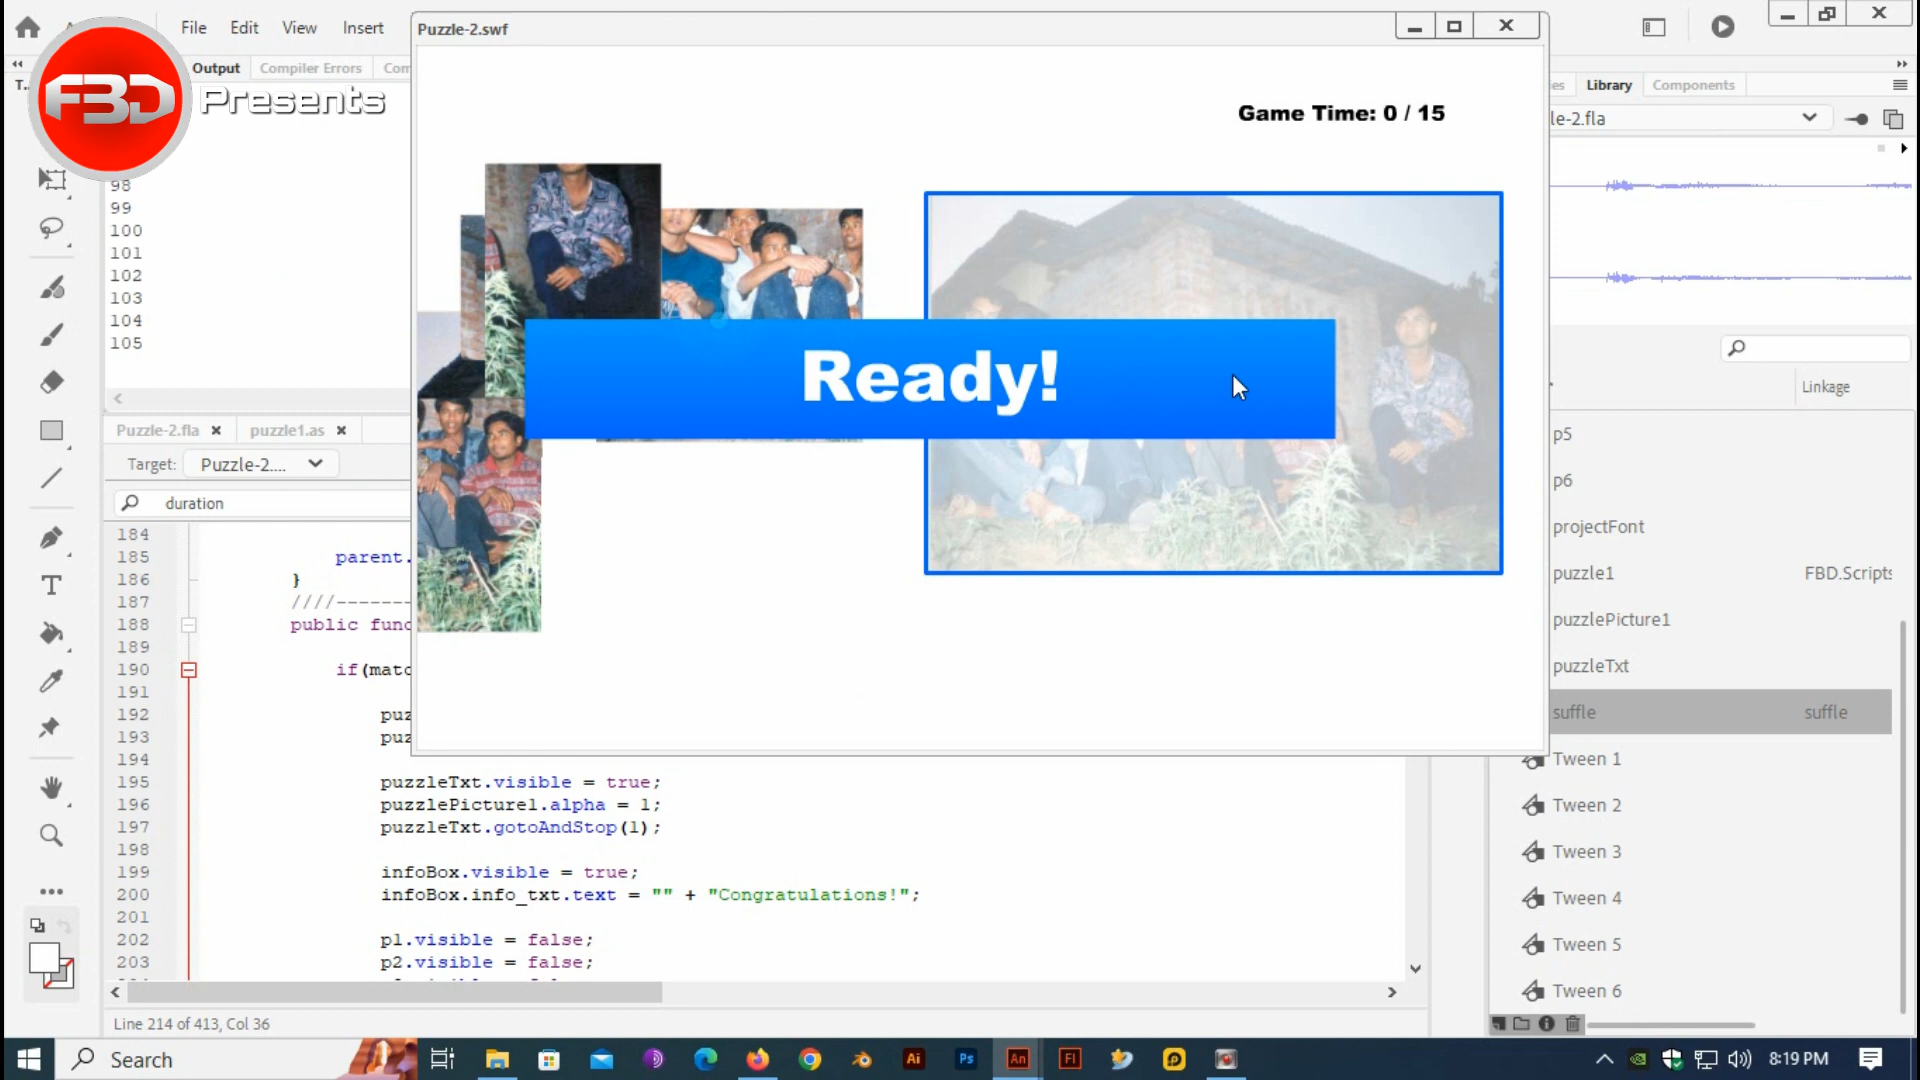 File Edit View Insert
Puzzle-2.swf
FBD Presents
Output Compiler Errors Com
Library Components
le-2.fla
Game Time: 0 / 15
98
99
100
101
102
103
104
105
Ready!
Linkage
Puzzle-2.fla puzzle1.as
Target: Puzzle-2....
duration
184
185 parent.
186 }
187 ////-------
188 public func
189
190 if(matc
191
192 puz
193 puz
194
195 puzzleTxt.visible = true;
196 puzzlePicture1.alpha = 1;
197 puzzleTxt.gotoAndStop(1);
198
199 infoBox.visible = true;
200 infoBox.info_txt.text = "" + "Congratulations!";
201
202 p1.visible = false;
203 p2.visible = false;
p5
p6
projectFont
puzzle1 FBD.Scripts
puzzlePicture1
puzzleTxt
suffle suffle
Tween 1
Tween 2
Tween 3
Tween 4
Tween 5
Tween 6
Line 214 of 413, Col 36
Search
Ai Ps An Fl
8:19 PM